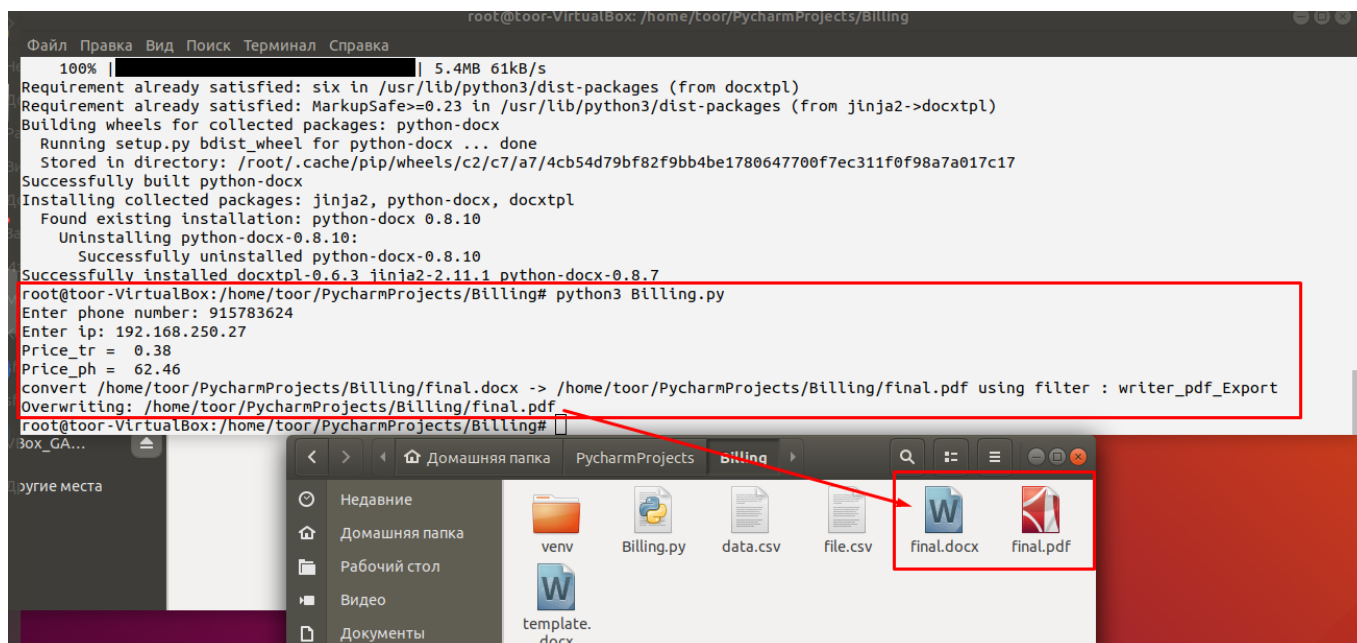 root@toor-VirtualBox: /home/toor/PycharmProjects/Billing
Файл Правка Вид Поиск Терминал Справка
100% | | 5.4MB 61kB/s
Requirement already satisfied: six in /usr/lib/python3/dist-packages (from docxtpl)
Requirement already satisfied: MarkupSafe>=0.23 in /usr/lib/python3/dist-packages (from jinja2->docxtpl)
Building wheels for collected packages: python-docx
Running setup.py bdist_wheel for python-docx ... done
Stored in directory: /root/.cache/pip/wheels/c2/c7/a7/4cb54d79bf82f9bb4be1780647700f7ec311f0f98a7a017c17
Successfully built python-docx
Installing collected packages: jinja2, python-docx, docxtpl
Found existing installation: python-docx 0.8.10
Uninstalling python-docx-0.8.10:
Successfully uninstalled python-docx-0.8.10
Successfully installed docxtpl-0.6.3 jinja2-2.11.1 python-docx-0.8.7
root@toor-VirtualBox:/home/toor/PycharmProjects/Billing# python3 Billing.py
Enter phone number: 915783624
Enter ip: 192.168.250.27
Price_tr =  0.38
Price_ph =  62.46
convert /home/toor/PycharmProjects/Billing/final.docx -> /home/toor/PycharmProjects/Billing/final.pdf using filter : writer_pdf_Export
Overwriting: /home/toor/PycharmProjects/Billing/final.pdf
root@toor-VirtualBox:/home/toor/PycharmProjects/Billing#
Box_GA...
Другие места
Домашняя папка PycharmProjects Billing
Недавние
Домашняя папка
Рабочий стол
Видео
Документы
venv Billing.py data.csv file.csv final.docx final.pdf
template.
docx